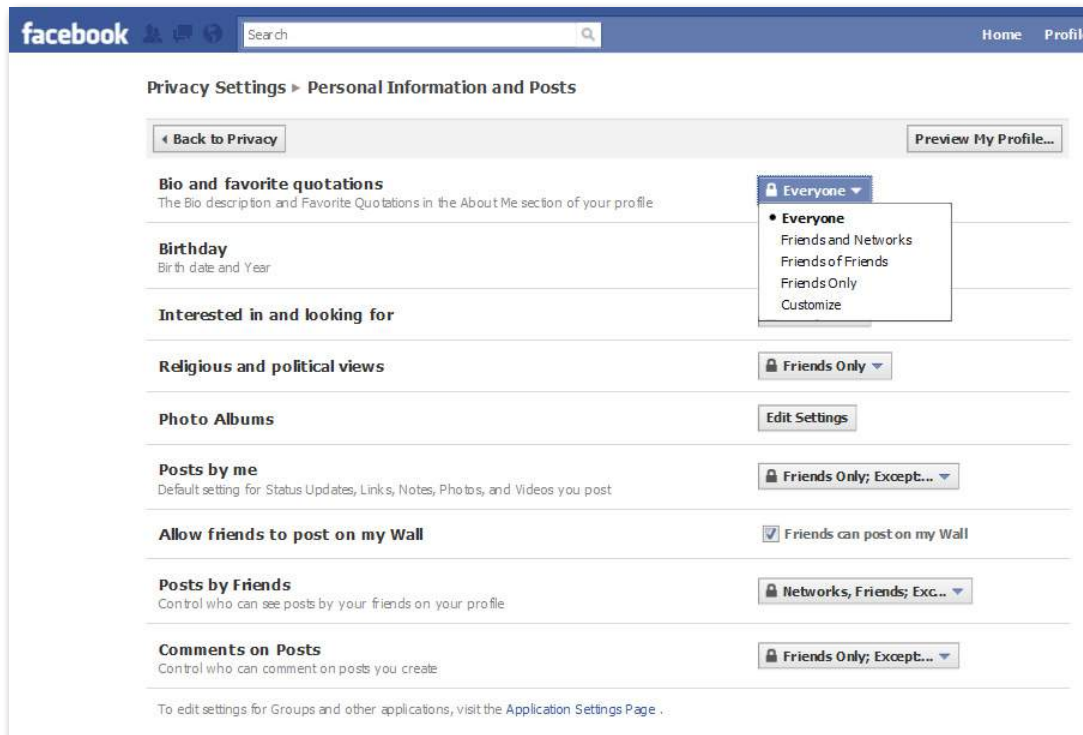 facebook Search Home Profil
Privacy Settings ▸ Personal Information and Posts
Back to Privacy Preview My Profile...
Bio and favorite quotations
The Bio description and Favorite Quotations in the About Me section of your profile
Everyone
Everyone
Friends and Networks
Friends of Friends
Friends Only
Customize
Birthday
Birth date and Year
Interested in and looking for
Religious and political views Friends Only
Photo Albums Edit Settings
Posts by me
Default setting for Status Updates, Links, Notes, Photos, and Videos you post
Friends Only; Except:...
Allow friends to post on my Wall Friends can post on my Wall
Posts by Friends
Control who can see posts by your friends on your profile
Networks, Friends; Exc...
Comments on Posts
Control who can comment on posts you create
Friends Only; Except:...
To edit settings for Groups and other applications, visit the Application Settings Page .